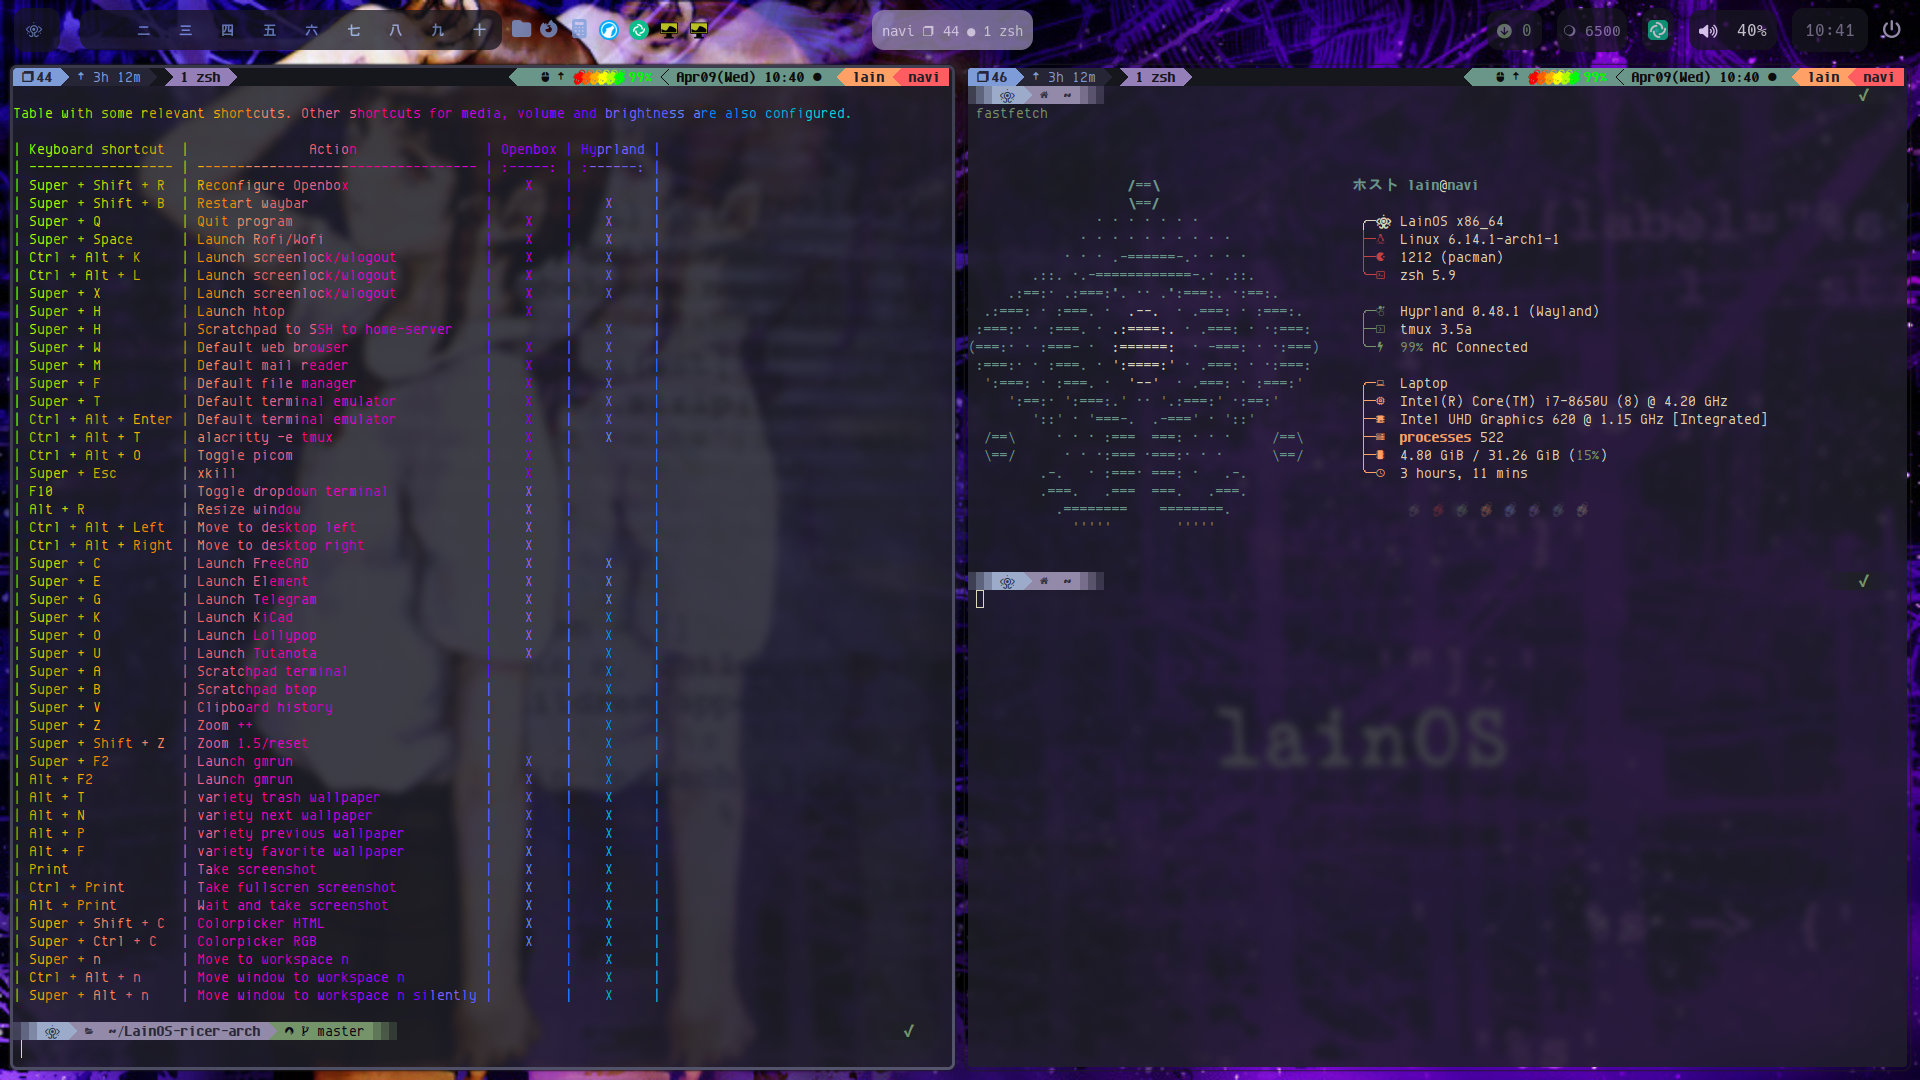 二 三 四 五 六 七 八 九 十
navi 44 ● 1 zsh
0
6500
40%
10:41
44 ↑ 3h 12m 1 zsh
↑ 99% Apr09(Wed) 10:40 ● lain navi
Table with some relevant shortcuts. Other shortcuts for media, volume and brightness are also configured.
| Keyboard shortcut | Action | Openbox | Hyprland |
| ------------------ | ----------------------------------- | :-----: | :------: |
| Super + Shift + R | Reconfigure Openbox | X | |
| Super + Shift + B | Restart waybar | | X |
| Super + Q | Quit program | X | X |
| Super + Space | Launch Rofi/Wofi | X | X |
| Ctrl + Alt + K | Launch screenlock/wlogout | X | X |
| Ctrl + Alt + L | Launch screenlock/wlogout | X | X |
| Super + X | Launch screenlock/wlogout | X | X |
| Super + H | Launch htop | X | |
| Super + H | Scratchpad to SSH to home-server | | X |
| Super + W | Default web browser | X | X |
| Super + M | Default mail reader | X | X |
| Super + F | Default file manager | X | X |
| Super + T | Default terminal emulator | X | X |
| Ctrl + Alt + Enter | Default terminal emulator | X | X |
| Ctrl + Alt + T | alacritty -e tmux | X | X |
| Ctrl + Alt + O | Toggle picom | X | |
| Super + Esc | xkill | X | |
| F10 | Toggle dropdown terminal | X | |
| Alt + R | Resize window | X | |
| Ctrl + Alt + Left | Move to desktop left | X | |
| Ctrl + Alt + Right | Move to desktop right | X | |
| Super + C | Launch FreeCAD | X | X |
| Super + E | Launch Element | X | X |
| Super + G | Launch Telegram | X | X |
| Super + K | Launch KiCad | X | X |
| Super + O | Launch Lollypop | X | X |
| Super + U | Launch Tutanota | X | X |
| Super + A | Scratchpad terminal | | X |
| Super + B | Scratchpad btop | | X |
| Super + V | Clipboard history | | X |
| Super + Z | Zoom ++ | | X |
| Super + Shift + Z | Zoom 1.5/reset | | X |
| Super + F2 | Launch gmrun | X | X |
| Alt + F2 | Launch gmrun | X | X |
| Alt + T | variety trash wallpaper | X | X |
| Alt + N | variety next wallpaper | X | X |
| Alt + P | variety previous wallpaper | X | X |
| Alt + F | variety favorite wallpaper | X | X |
| Print | Take screenshot | X | X |
| Ctrl + Print | Take fullscren screenshot | X | X |
| Alt + Print | Wait and take screenshot | X | X |
| Super + Shift + C | Colorpicker HTML | X | X |
| Super + Ctrl + C | Colorpicker RGB | X | X |
| Super + n | Move to workspace n | | X |
| Ctrl + Alt + n | Move window to workspace n | | X |
| Super + Alt + n | Move window to workspace n silently | | X |
~/LainOS-ricer-arch master ✓
46 ↑ 3h 12m 1 zsh
↑ 99% Apr09(Wed) 10:40 ● lain navi
~ ✓
fastfetch
ホスト lain@navi
LainOS x86_64
Linux 6.14.1-arch1-1
1212 (pacman)
zsh 5.9
Hyprland 0.48.1 (Wayland)
tmux 3.5a
99% AC Connected
Laptop
Intel(R) Core(TM) i7-8650U (8) @ 4.20 GHz
Intel UHD Graphics 620 @ 1.15 GHz [Integrated]
processes 522
4.80 GiB / 31.26 GiB (15%)
3 hours, 11 mins
~ ✓
lainOS